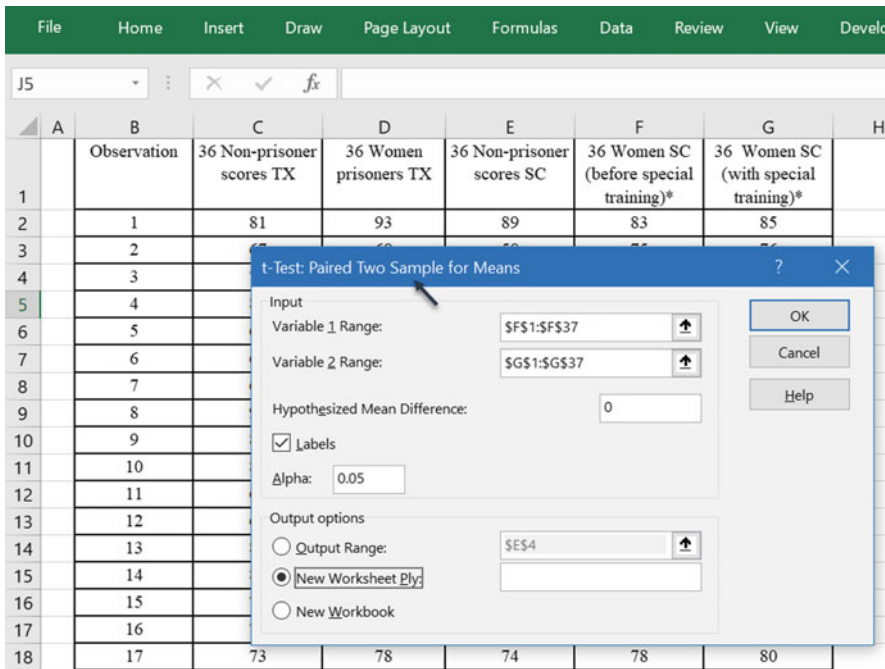 File Home Insert Draw Page Layout Formulas Data Review View Develo
J5 fx
A B C D E F G H
Observation 36 Non-prisoner scores TX 36 Women prisoners TX 36 Non-prisoner scores SC 36 Women SC (before special training)* 36 Women SC (with special training)*
1
2 1 81 93 89 83 85
3 2
4 3
5 4
6 5
7 6
8 7
9 8
10 9
11 10
12 11
13 12
14 13
15 14
16 15
17 16
18 17 73 78 74 78 80
t-Test: Paired Two Sample for Means ?
Input
Variable 1 Range: $F$1:$F$37
Variable 2 Range: $G$1:$G$37
Hypothesized Mean Difference: 0
Labels
Alpha: 0.05
Output options
Output Range: $E$4
New Worksheet Ply:
New Workbook
OK
Cancel
Help